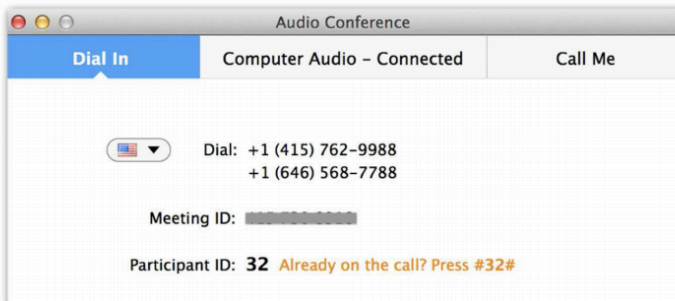 Audio Conference
Dial In
Computer Audio – Connected
Call Me
Dial: +1 (415) 762–9988
+1 (646) 568–7788
Meeting ID:
Participant ID: 32 Already on the call? Press #32#